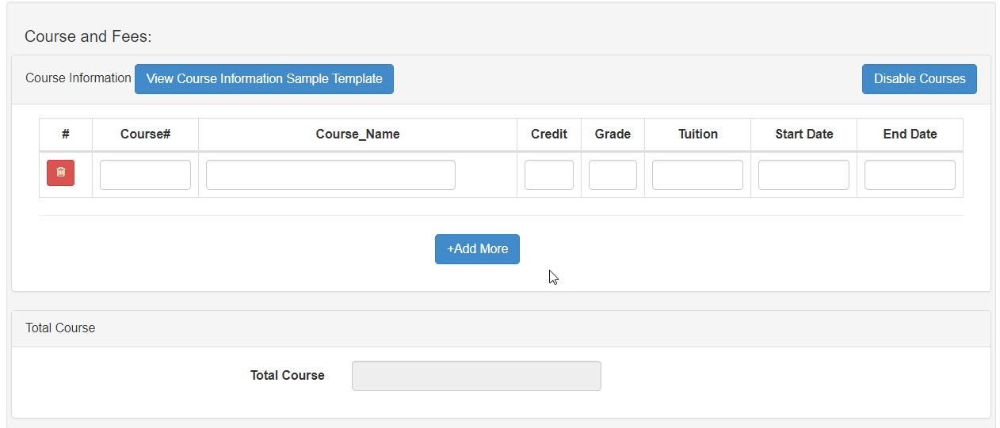 Course and Fees:
Course Information View Course Information Sample Template Disable Courses
# Course# Course_Name Credit Grade Tuition Start Date End Date
+Add More
Total Course
Total Course